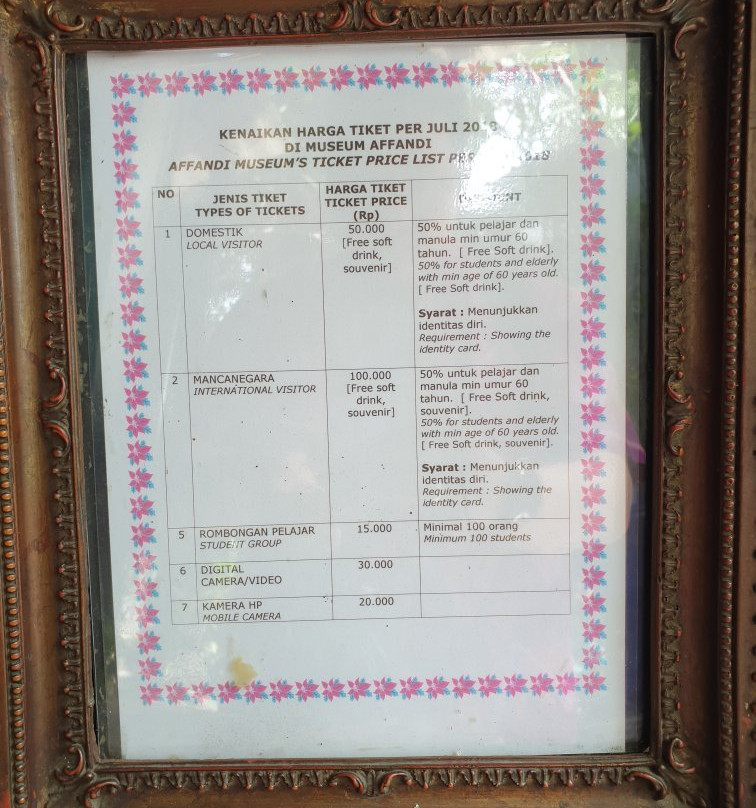 KENAIKAN HARGA TIKET PER JULI
DI MUSEUM AFFANDI
AFFANDI MUSEUM'S TICKET PRICE LIST PER
NO
JENIS TIKET
TYPES OF TICKETS
HARGA TIKET
TICKET PRICE
(Rp)
1
DOMESTIK
LOCAL VISITOR
50.000
[Free soft
drink,
souvenir]
50% untuk pelajar dan
manula min umur 60
tahun. [ Free Soft drink].
50% for students and elderly
with min age of 60 years old.
[ Free Soft drink].
Syarat : Menunjukkan
identitas diri.
Requirement : Showing the
identity card.
2
MANCANEGARA
INTERNATIONAL VISITOR
100.000
[Free soft
drink,
souvenir]
50% untuk pelajar dan
manula min umur 60
tahun. [ Free Soft drink,
souvenir].
50% for students and elderly
with min age of 60 years old.
[ Free Soft drink, souvenir].
Syarat : Menunjukkan
identitas diri.
Requirement : Showing the
identity card.
5
ROMBONGAN PELAJAR
STUDENT GROUP
15.000
Minimal 100 orang
Minimum 100 students
6
DIGITAL
CAMERA/VIDEO
30.000
7
KAMERA HP
MOBILE CAMERA
20.000